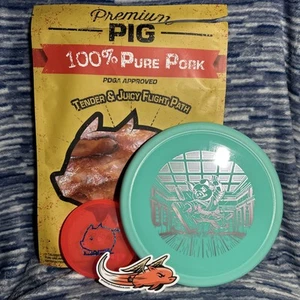 Premium
PIG
100% PURE PORK
PDGA APPROVED
TENDER & JUICY FLIGHT PATH